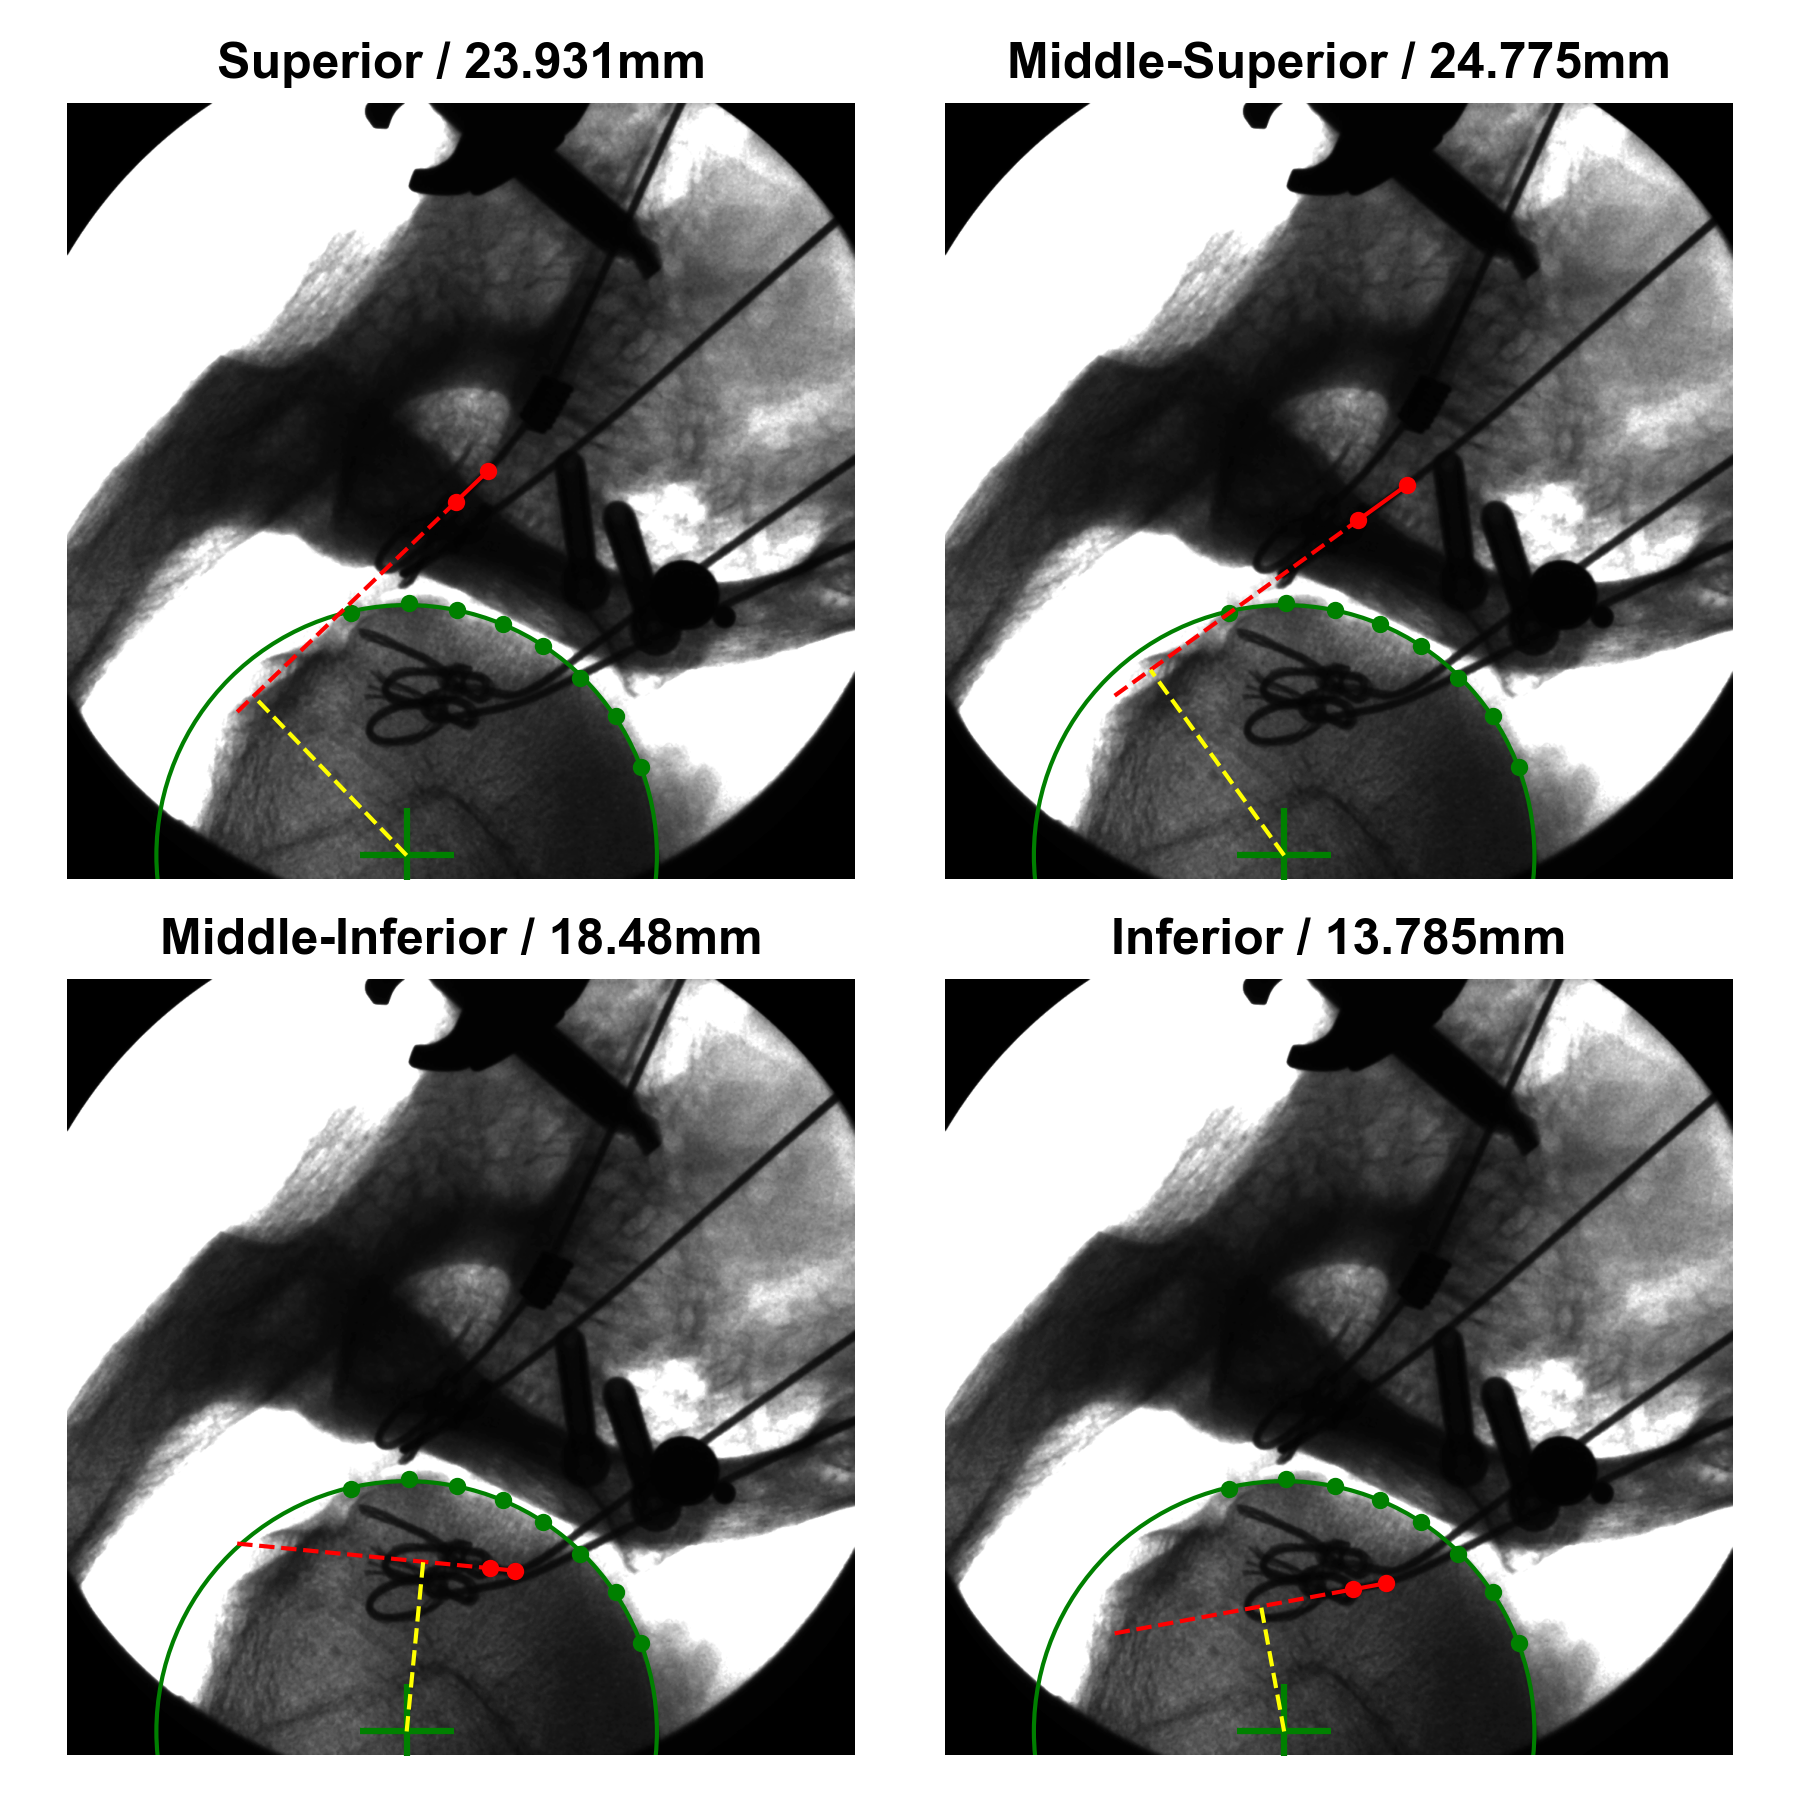 Superior / 23.931mm
Middle-Superior / 24.775mm
Middle-Inferior / 18.48mm
Inferior / 13.785mm